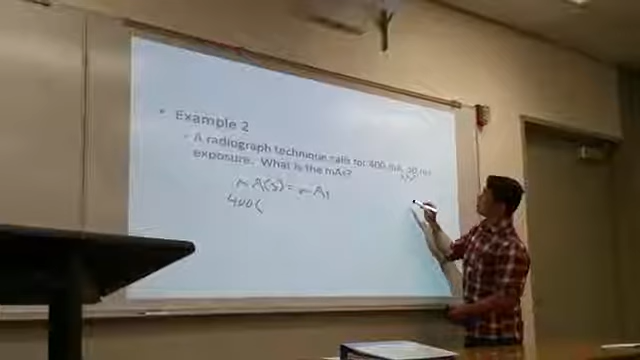 • Example 2
- A radiograph technique calls for 400 mA, 30 ms
exposure. What is the mAs?
mA(s) = mAs
400(